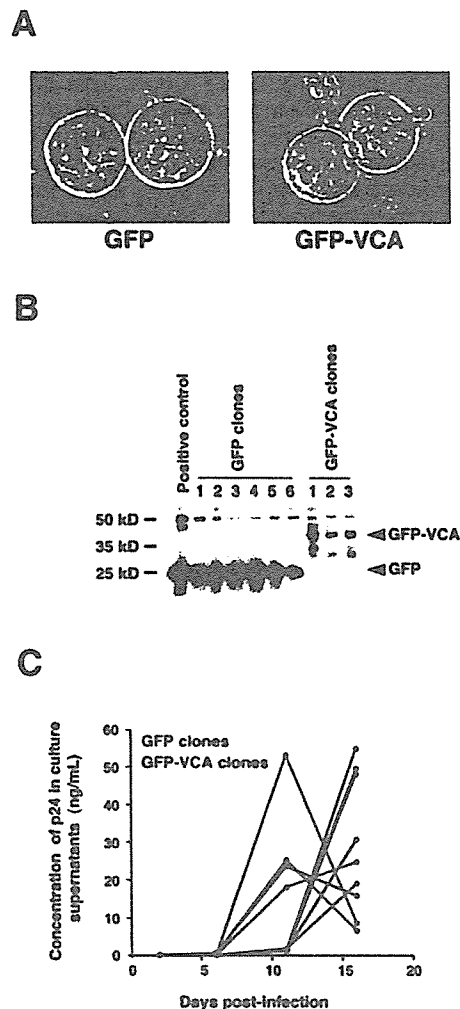 A
GFP
GFP-VCA
B
Positive control
GFP clones
GFP-VCA clones
1 2 3 4 5 6
1 2 3
50 kD
35 kD
25 kD
GFP-VCA
GFP
C
Concentration of p24 in culture
supernatants (ng/mL)
60
50
40
30
20
10
0
GFP clones
GFP-VCA clones
0 5 10 15 20
Days post-infection